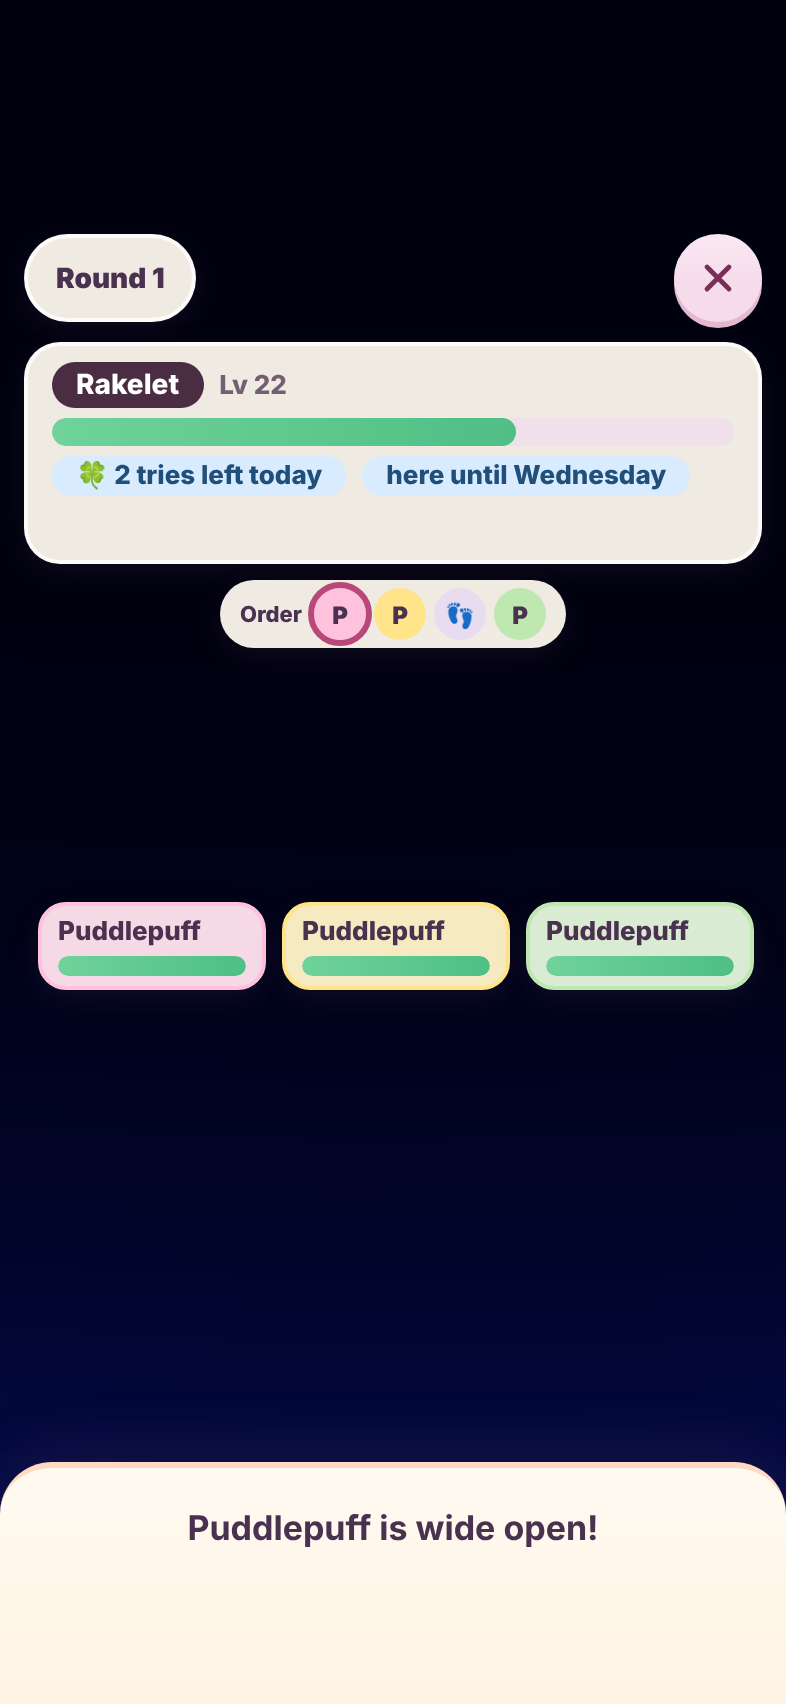 Round 1
Rakelet Lv 22
🍀 2 tries left today here until Wednesday
Order P P 👣 P
Puddlepuff Puddlepuff Puddlepuff
Puddlepuff is wide open!